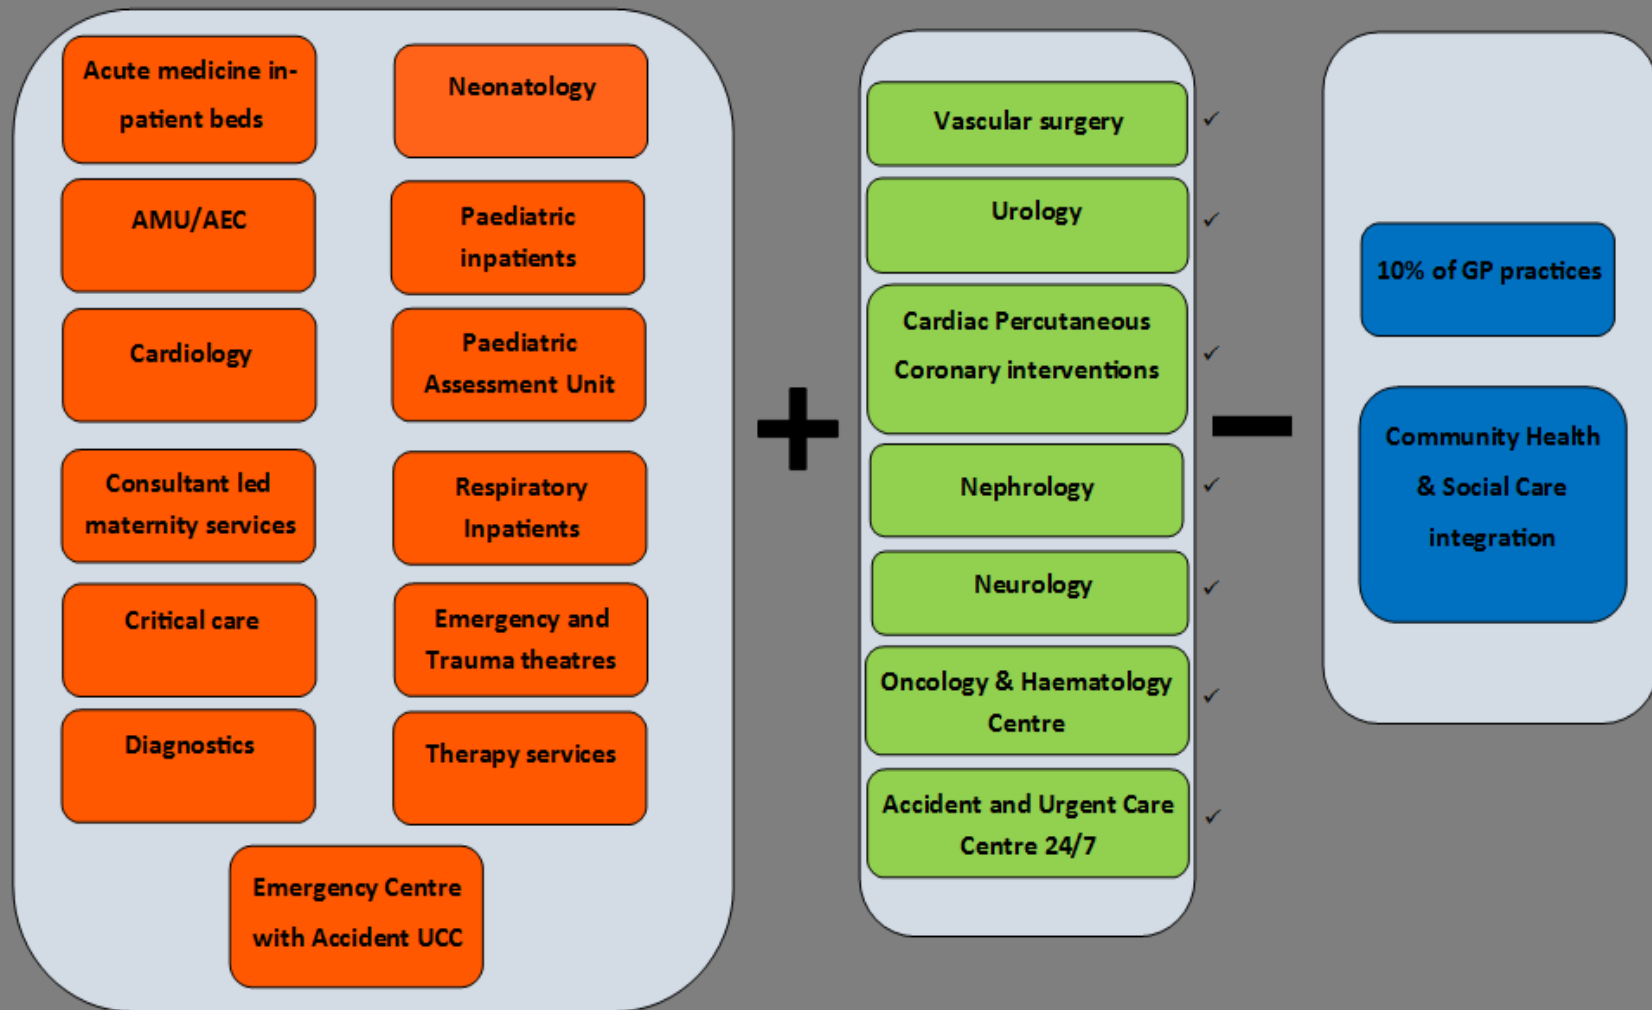 Acute medicine in-
patient beds
Neonatology
AMU/AEC
Paediatric
inpatients
Cardiology
Paediatric
Assessment Unit
Consultant led
maternity services
Respiratory
Inpatients
Critical care
Emergency and
Trauma theatres
Diagnostics
Therapy services
Emergency Centre
with Accident UCC
+
Vascular surgery ✓
Urology ✓
Cardiac Percutaneous
Coronary interventions ✓
Nephrology ✓
Neurology ✓
Oncology & Haematology
Centre ✓
Accident and Urgent Care
Centre 24/7 ✓
–
10% of GP practices
Community Health
& Social Care
integration